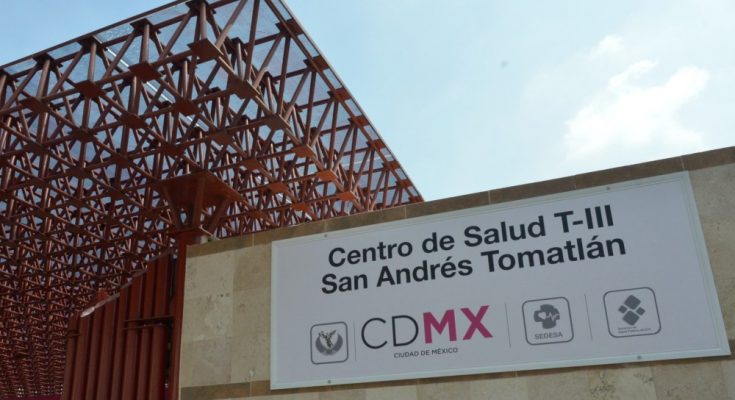 Centro de Salud T-III
San Andrés Tomatlán
CDMX
CIUDAD DE MÉXICO
SEDESA